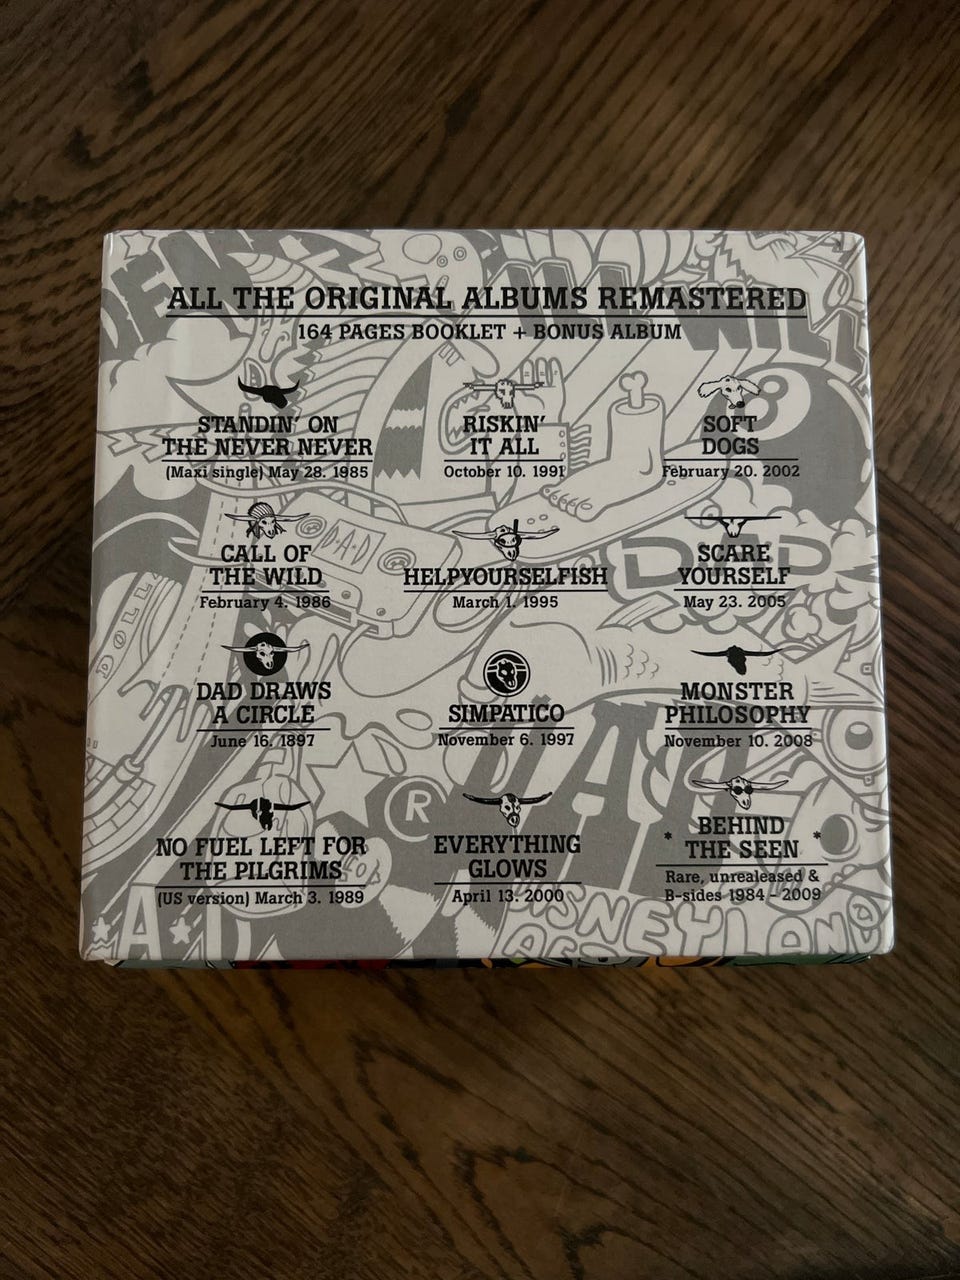 ALL THE ORIGINAL ALBUMS REMASTERED
164 PAGES BOOKLET + BONUS ALBUM
STANDIN' ON
THE NEVER NEVER
(Maxi single) May 28. 1985
RISKIN'
IT ALL
October 10. 1991
SOFT
DOGS
February 20. 2002
CALL OF
THE WILD
February 4. 1986
HELPYOURSELFISH
March 1. 1995
SCARE
YOURSELF
May 23. 2005
DAD DRAWS
A CIRCLE
June 16. 1897
SIMPATICO
November 6. 1997
MONSTER
PHILOSOPHY
November 10. 2008
NO FUEL LEFT FOR
THE PILGRIMS
(US version) March 3. 1989
EVERYTHING
GLOWS
April 13. 2000
* BEHIND *
THE SEEN
Rare, unrealeased &
B-sides 1984 - 2009
D-A-D
D-A-D
8
®
DISNEYLAND